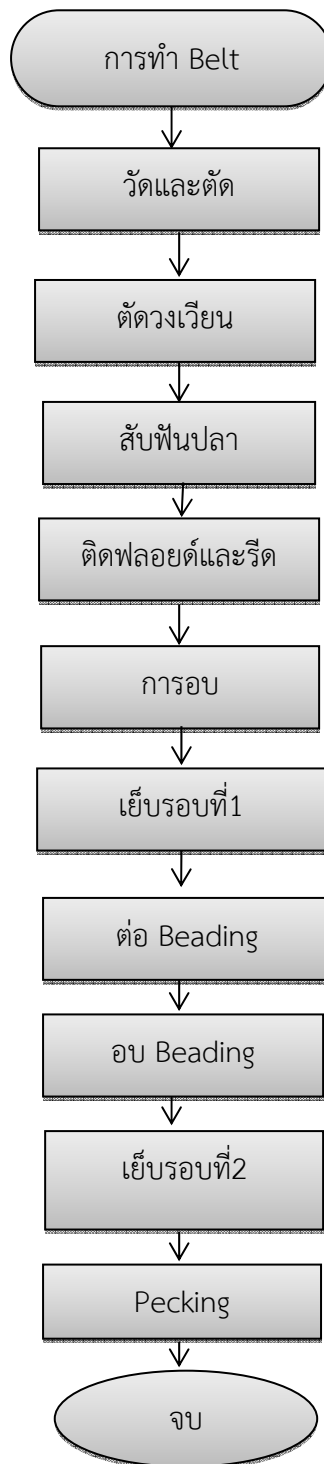 การทำ Belt
วัดและตัด
ตัดวงเวียน
สับฟันปลา
ติดฟลอยด์และรีด
การอบ
เย็บรอบที่1
ต่อ Beading
อบ Beading
เย็บรอบที่2
Pecking
จบ